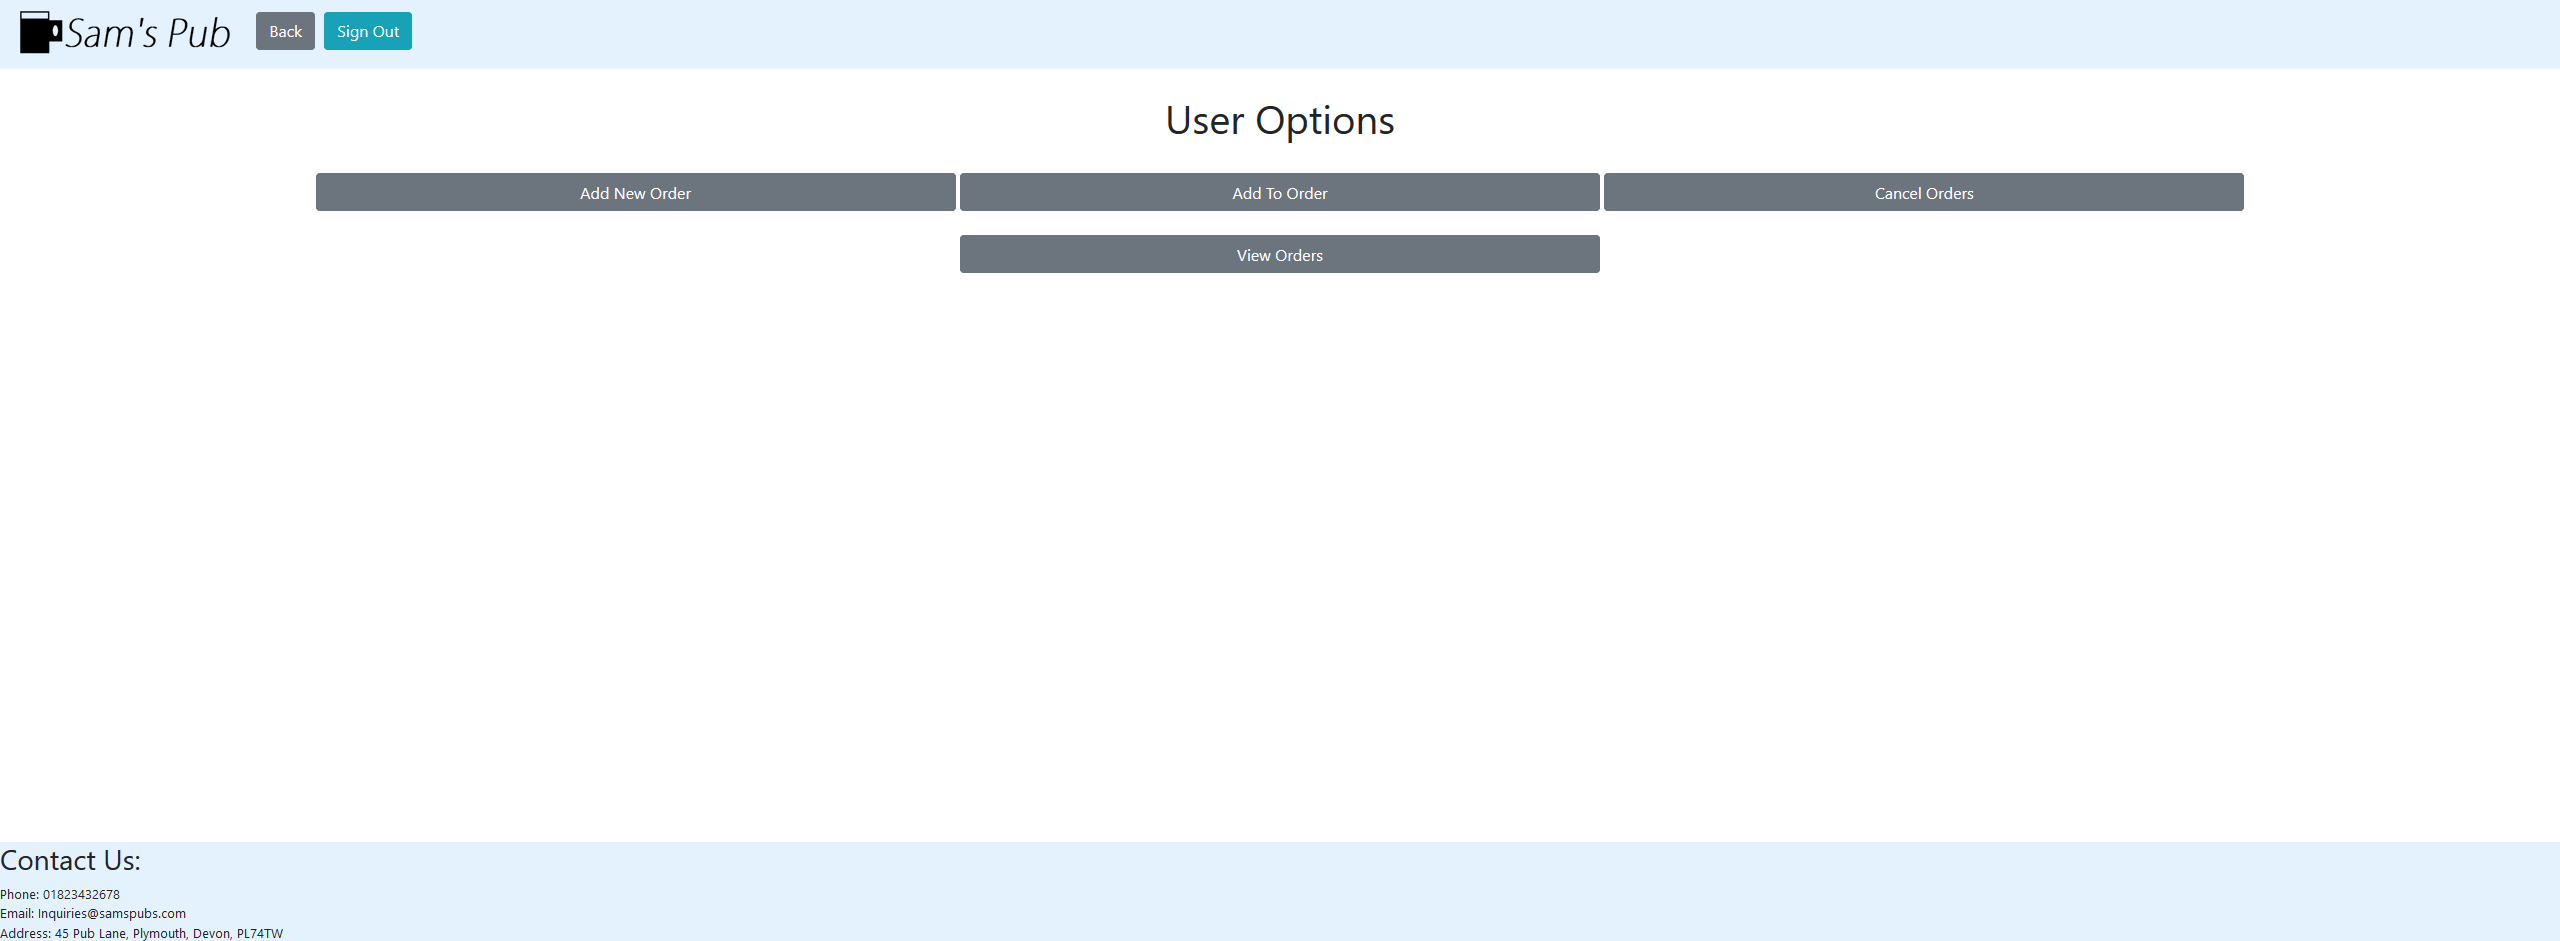 Sam's Pub Back Sign Out
User Options
Add New Order Add To Order Cancel Orders
View Orders
Contact Us:
Phone: 01823432678
Email: Inquiries@samspubs.com
Address: 45 Pub Lane, Plymouth, Devon, PL74TW